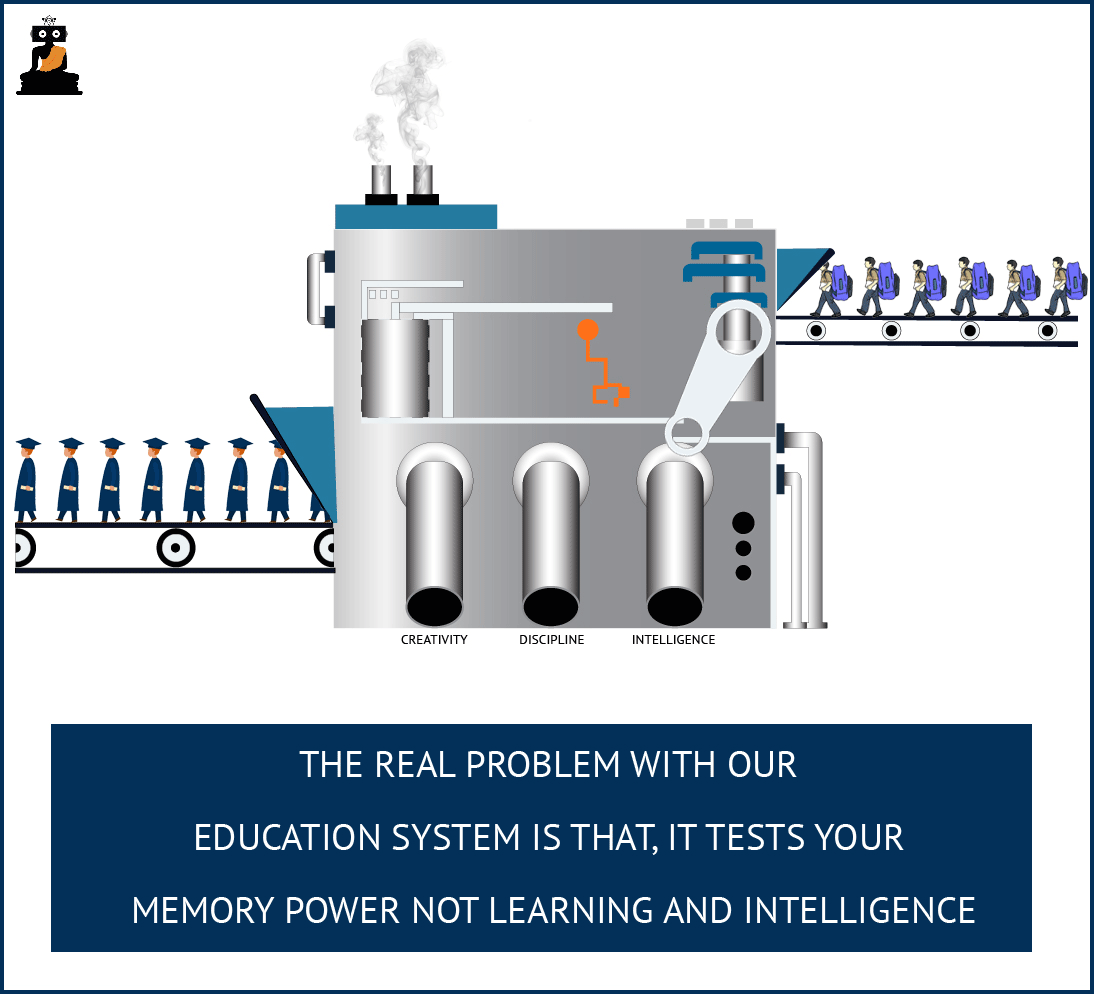 CREATIVITY DISCIPLINE INTELLIGENCE
THE REAL PROBLEM WITH OUR
EDUCATION SYSTEM IS THAT, IT TESTS YOUR
MEMORY POWER NOT LEARNING AND INTELLIGENCE